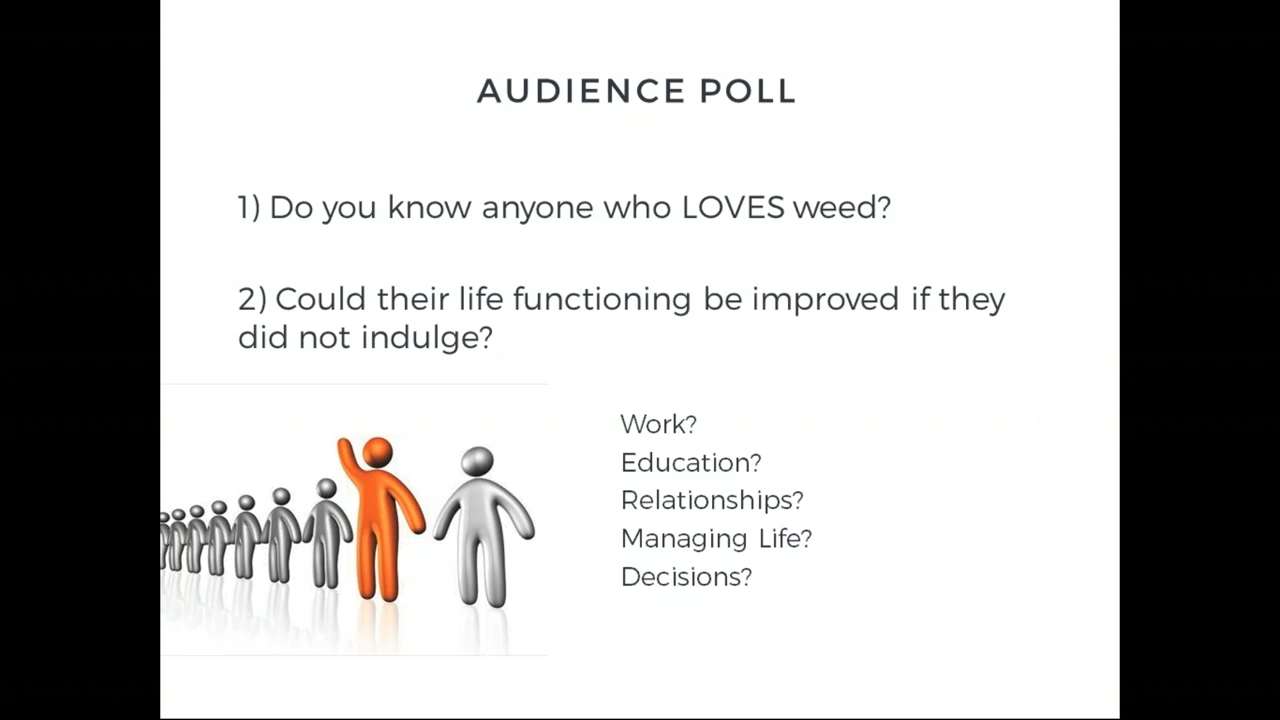 AUDIENCE POLL
1) Do you know anyone who LOVES weed?
2) Could their life functioning be improved if they
did not indulge?
Work?
Education?
Relationships?
Managing Life?
Decisions?